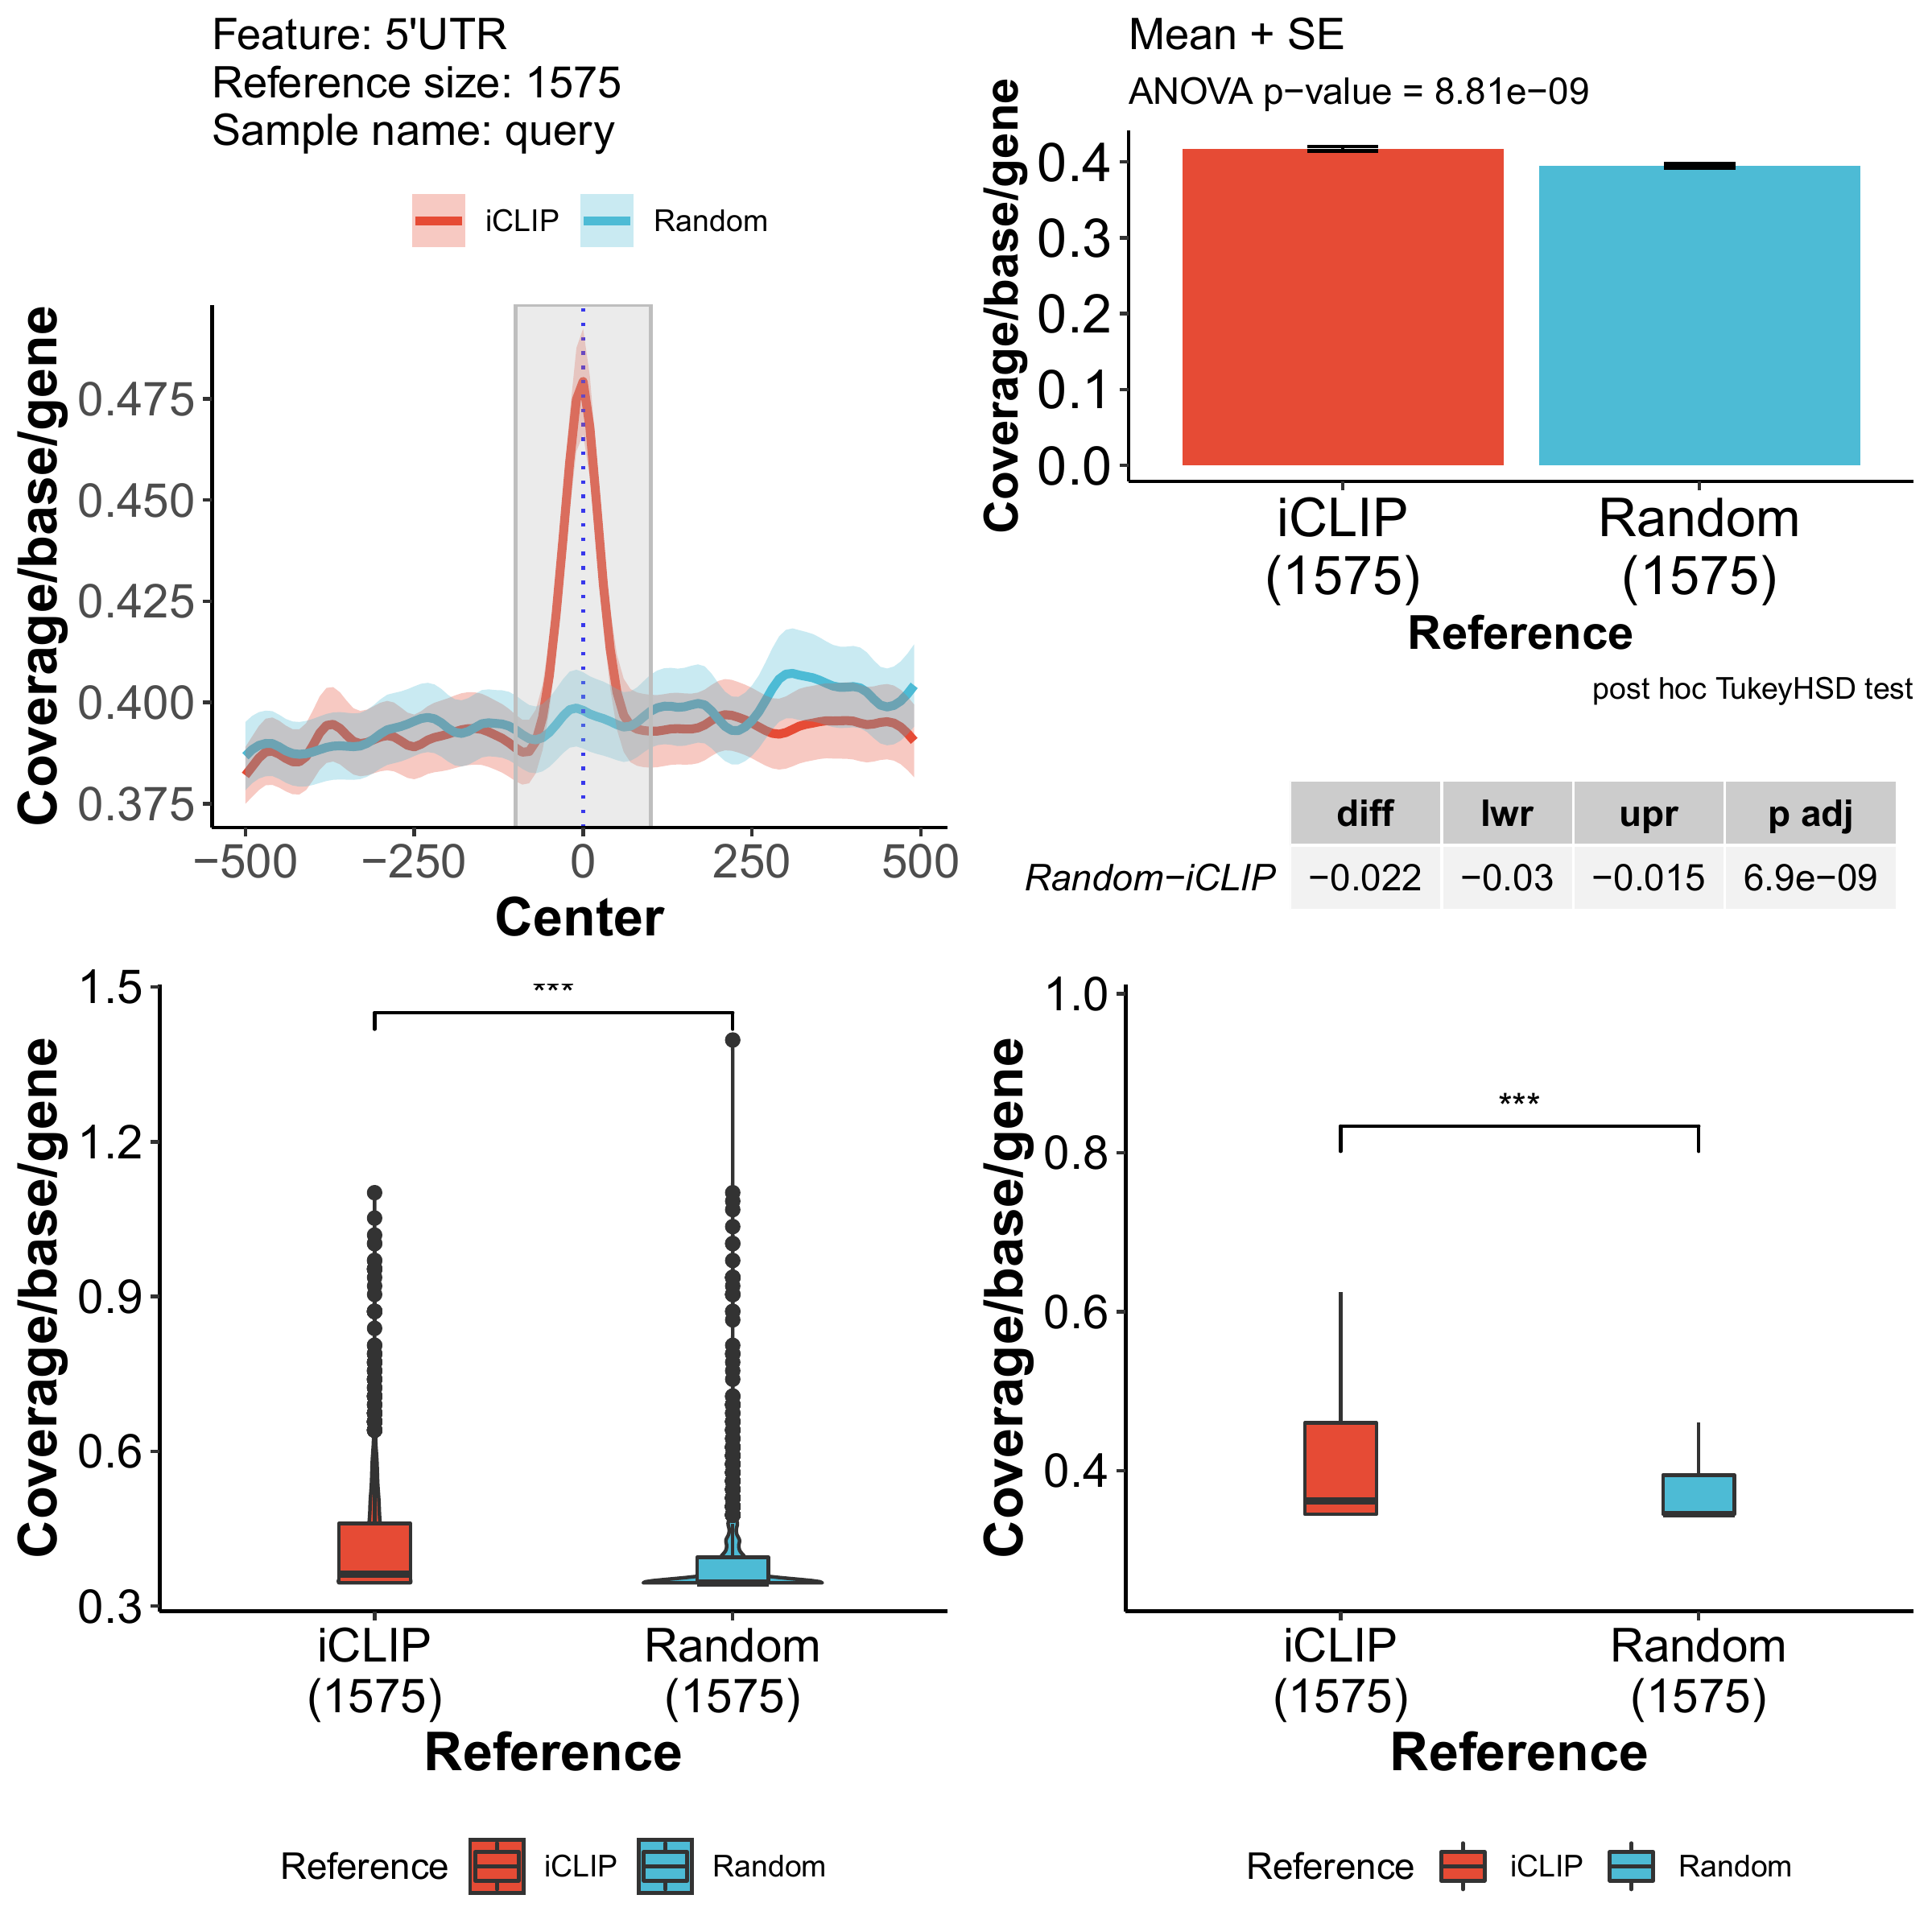 Feature: 5'UTR
Reference size: 1575
Sample name: query
iCLIP Random
Coverage/base/gene
0.475
0.450
0.425
0.400
0.375
−500 −250 0 250 500
Center
Mean + SE
ANOVA p−value = 8.81e−09
Coverage/base/gene
0.4
0.3
0.2
0.1
0.0
iCLIP Random
(1575) (1575)
Reference
post hoc TukeyHSD test
diff lwr upr p adj
Random−iCLIP −0.022 −0.03 −0.015 6.9e−09
Coverage/base/gene
1.5
1.2
0.9
0.6
0.3
***
iCLIP Random
(1575) (1575)
Reference
Reference iCLIP Random
Coverage/base/gene
1.0
0.8
0.6
0.4
***
iCLIP Random
(1575) (1575)
Reference
Reference iCLIP Random